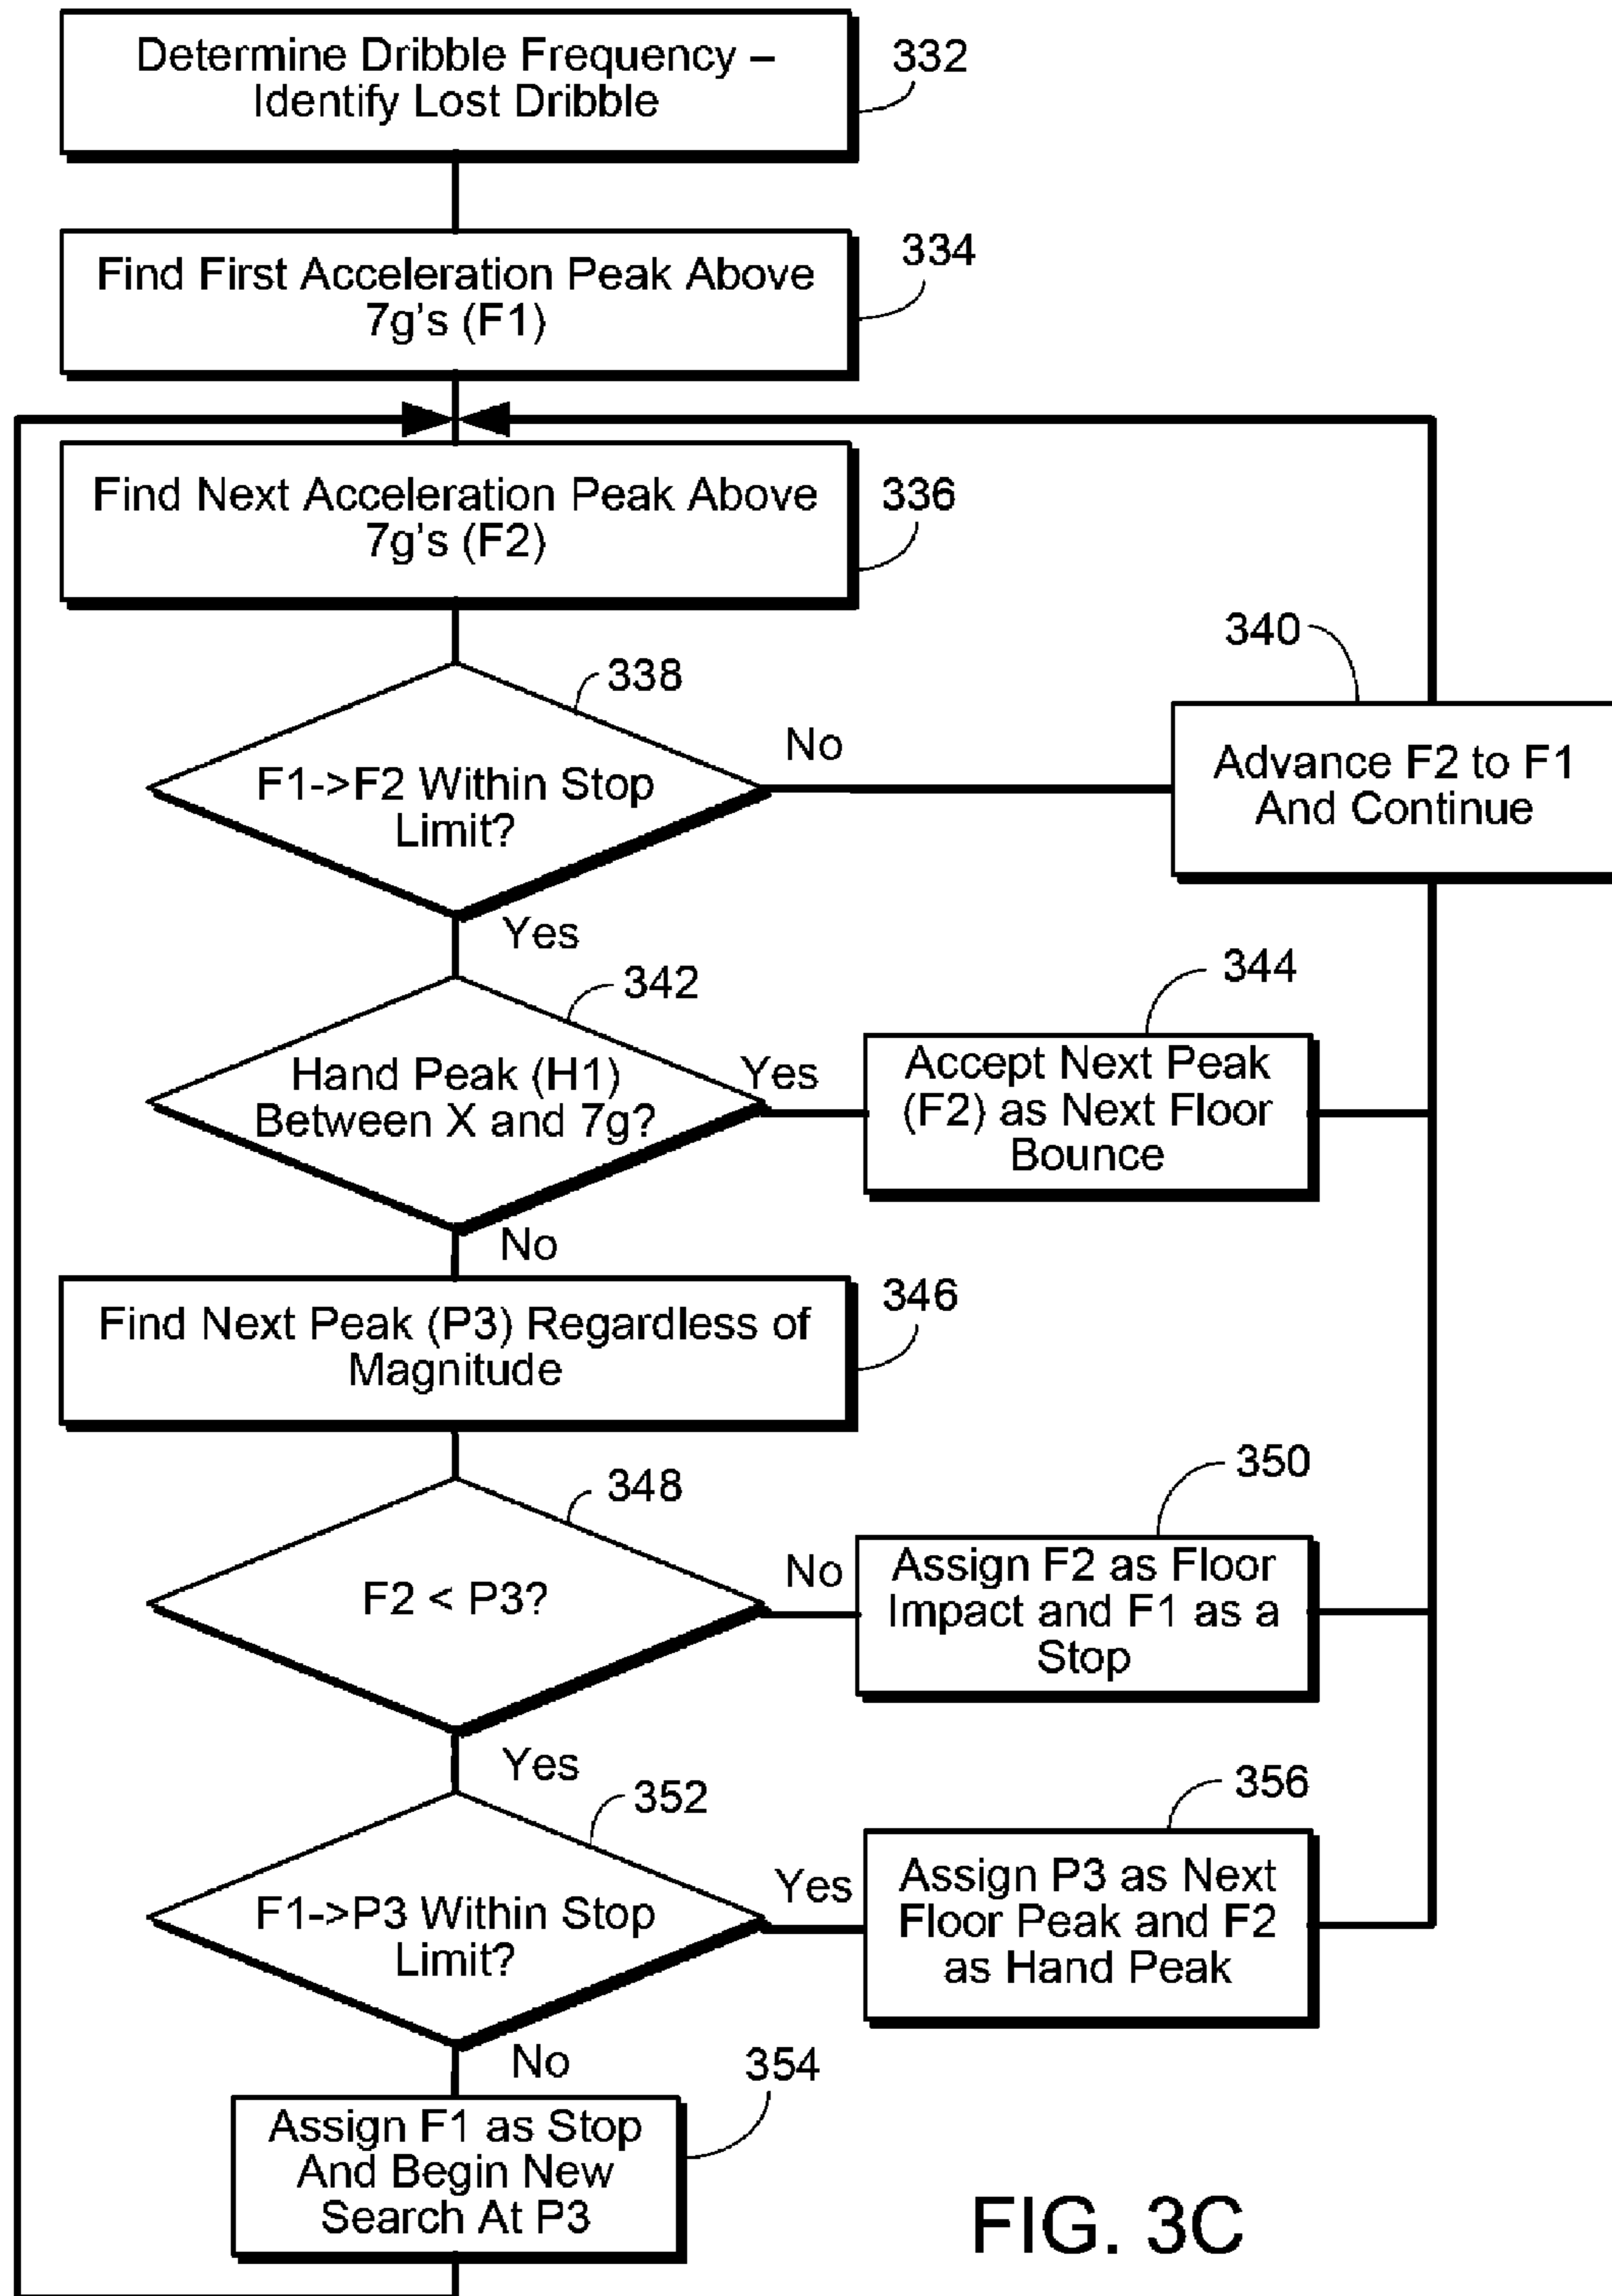 Determine Dribble Frequency –
Identify Lost Dribble
332
Find First Acceleration Peak Above
7g's (F1)
334
Find Next Acceleration Peak Above
7g's (F2)
336
338
F1->F2 Within Stop
Limit?
No
340
Advance F2 to F1
And Continue
Yes
342
Hand Peak (H1)
Between X and 7g?
Yes
344
Accept Next Peak
(F2) as Next Floor
Bounce
No
Find Next Peak (P3) Regardless of
Magnitude
346
348
F2 < P3?
No
350
Assign F2 as Floor
Impact and F1 as a
Stop
Yes
352
F1->P3 Within Stop
Limit?
Yes
356
Assign P3 as Next
Floor Peak and F2
as Hand Peak
No
354
Assign F1 as Stop
And Begin New
Search At P3
FIG. 3C